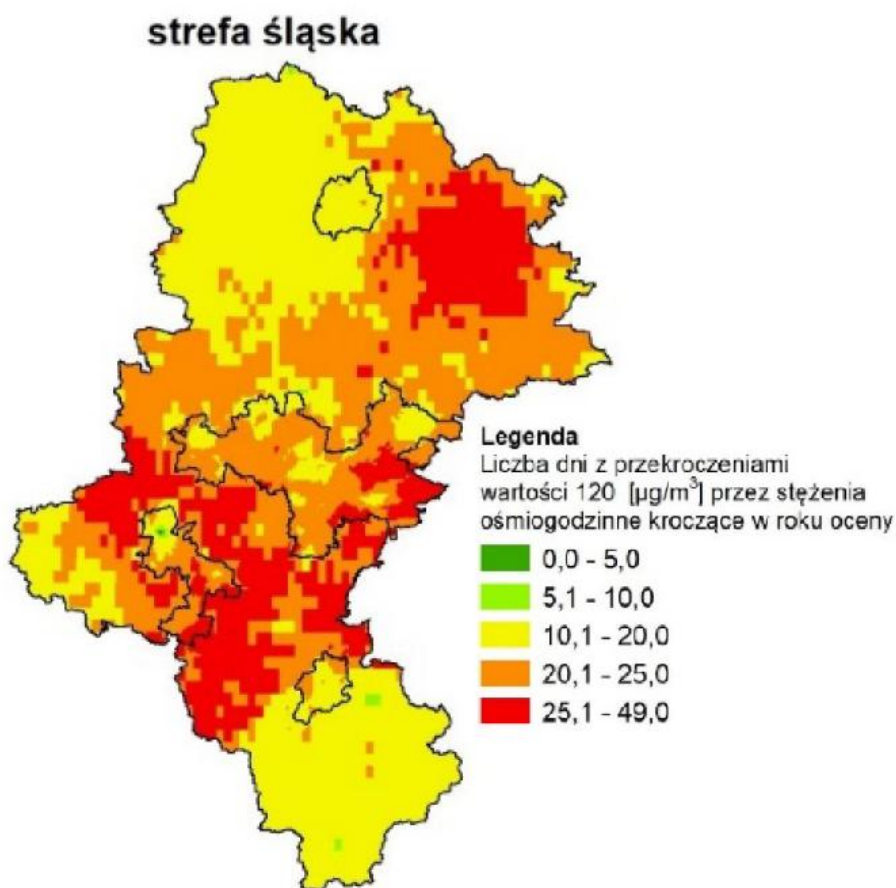 strefa śląska
Legenda
Liczba dni z przekroczeniami
wartości 120 [µg/m³] przez stężenia
ośmiogodzinne kroczące w roku oceny
0,0 - 5,0
5,1 - 10,0
10,1 - 20,0
20,1 - 25,0
25,1 - 49,0